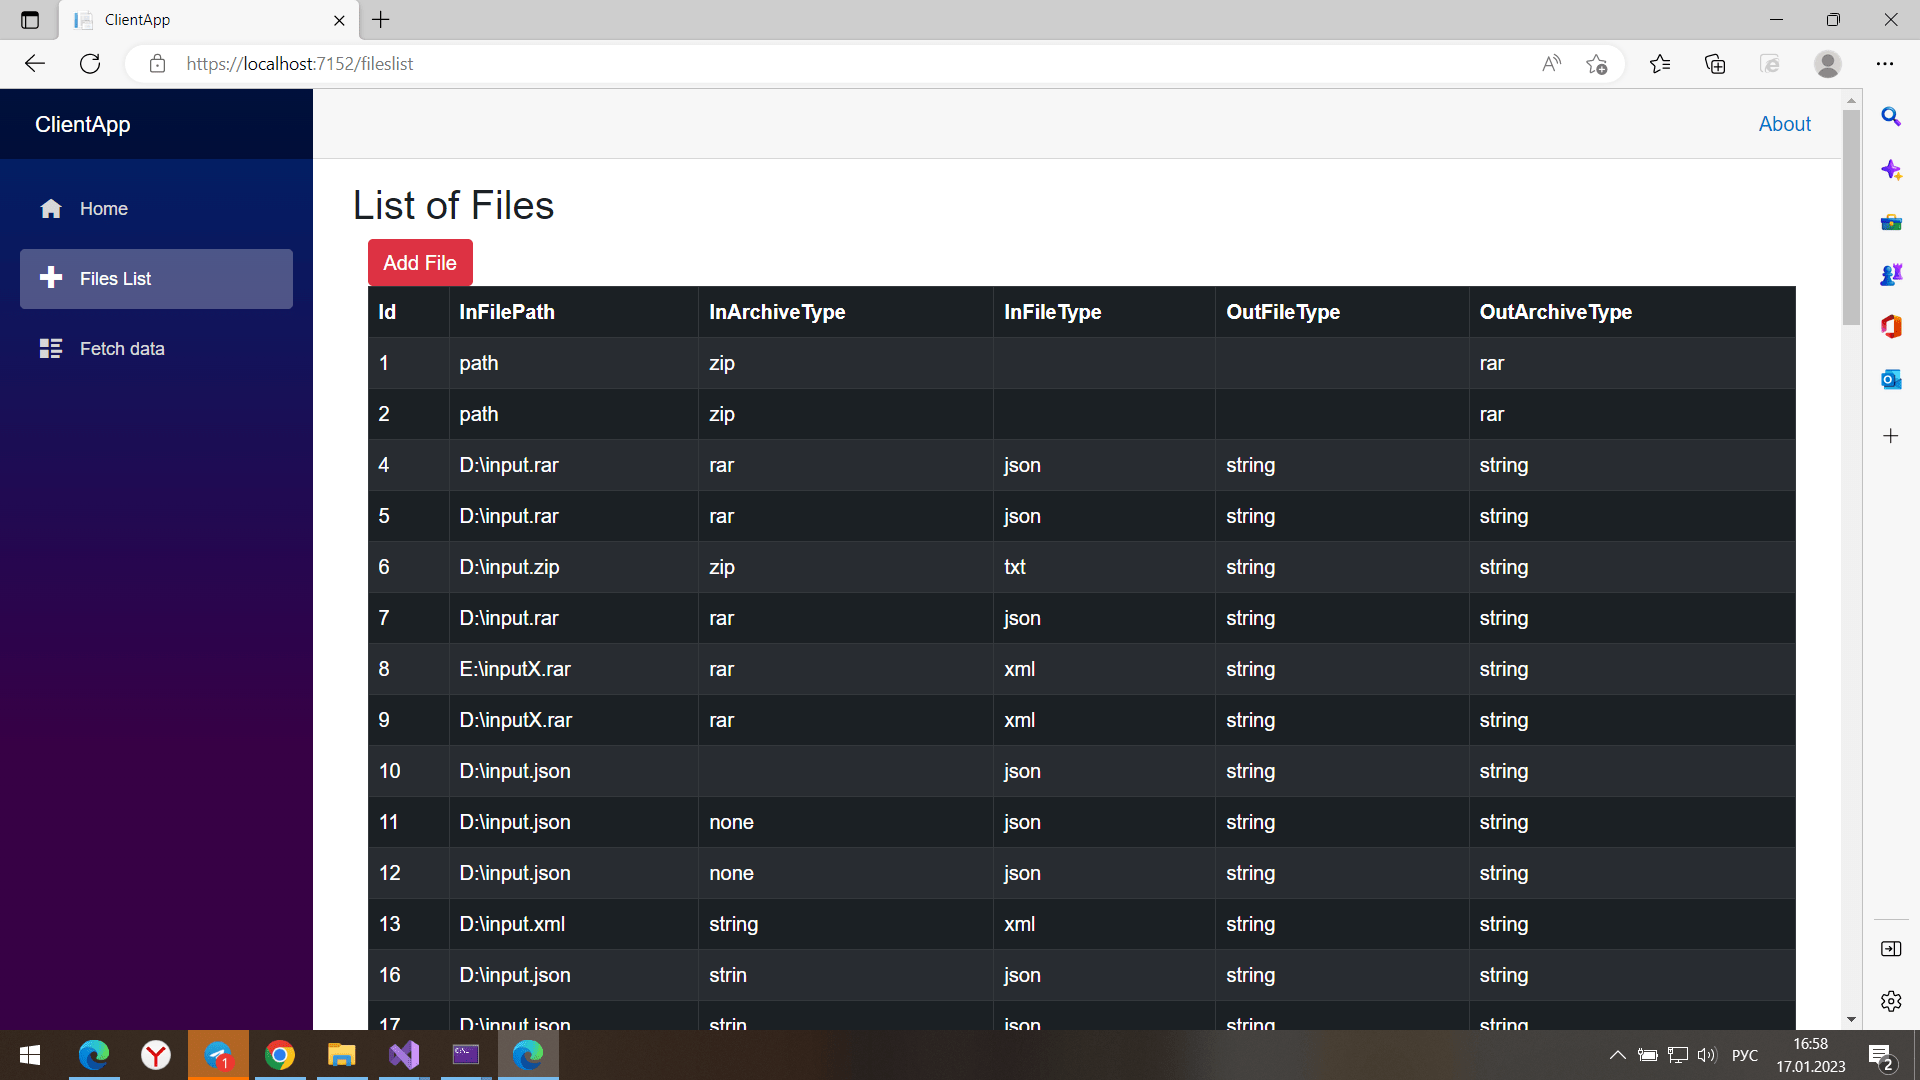 ClientApp
https://localhost:7152/fileslist
ClientApp
About
Home
Files List
Fetch data
List of Files
Add File
Id InFilePath InArchiveType InFileType OutFileType OutArchiveType
1 path zip rar
2 path zip rar
4 D:\input.rar rar json string string
5 D:\input.rar rar json string string
6 D:\input.zip zip txt string string
7 D:\input.rar rar json string string
8 E:\inputX.rar rar xml string string
9 D:\inputX.rar rar xml string string
10 D:\input.json json string string
11 D:\input.json none json string string
12 D:\input.json none json string string
13 D:\input.xml string xml string string
16 D:\input.json strin json string string
17 D:\input.json strin json string string
1
РУС
16:58
17.01.2023
2